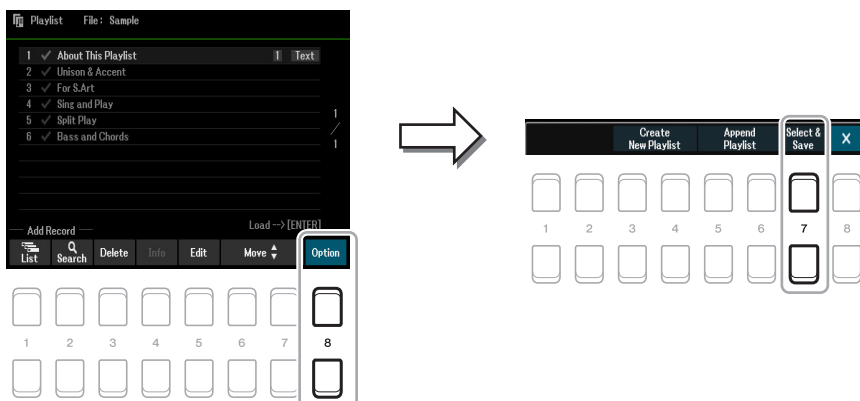 Playlist File: Sample
1 ✓ About This Playlist 1 Text
2 ✓ Unison & Accent
3 ✓ For S.Art
4 ✓ Sing and Play
5 ✓ Split Play
6 ✓ Bass and Chords
1 / 1
Add Record
Load --> [ENTER]
List Search Delete Info Edit Move Option
1 2 3 4 5 6 7 8
Create New Playlist
Append Playlist
Select & Save
X
1 2 3 4 5 6 7 8